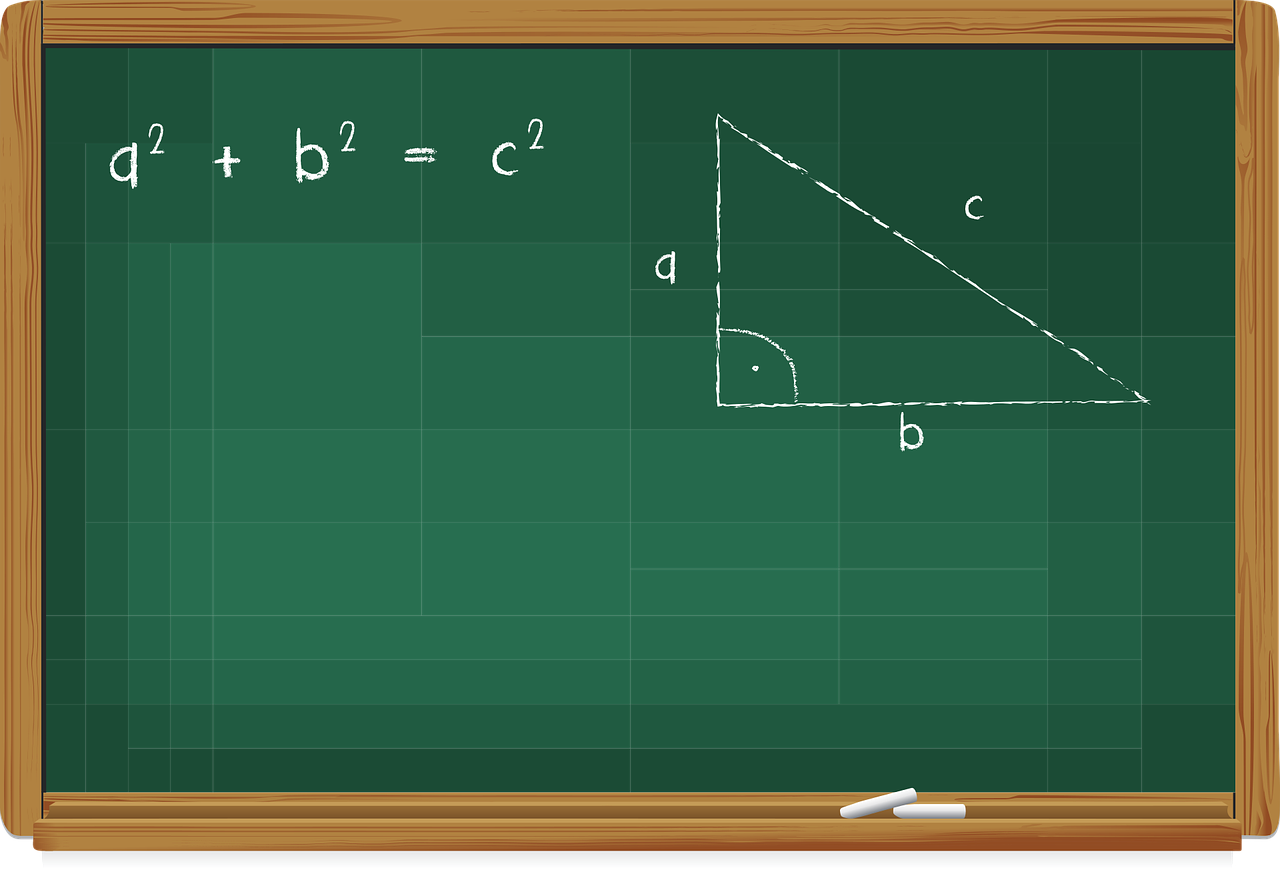 a² + b² = c²
c
a
b